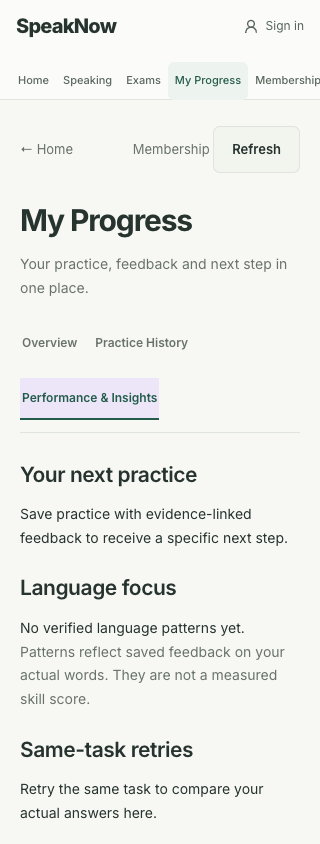 SpeakNow
Sign in
Home Speaking Exams My Progress Membership
← Home Membership Refresh
My Progress
Your practice, feedback and next step in
one place.
Overview Practice History
Performance & Insights
Your next practice
Save practice with evidence-linked
feedback to receive a specific next step.
Language focus
No verified language patterns yet.
Patterns reflect saved feedback on your
actual words. They are not a measured
skill score.
Same-task retries
Retry the same task to compare your
actual answers here.